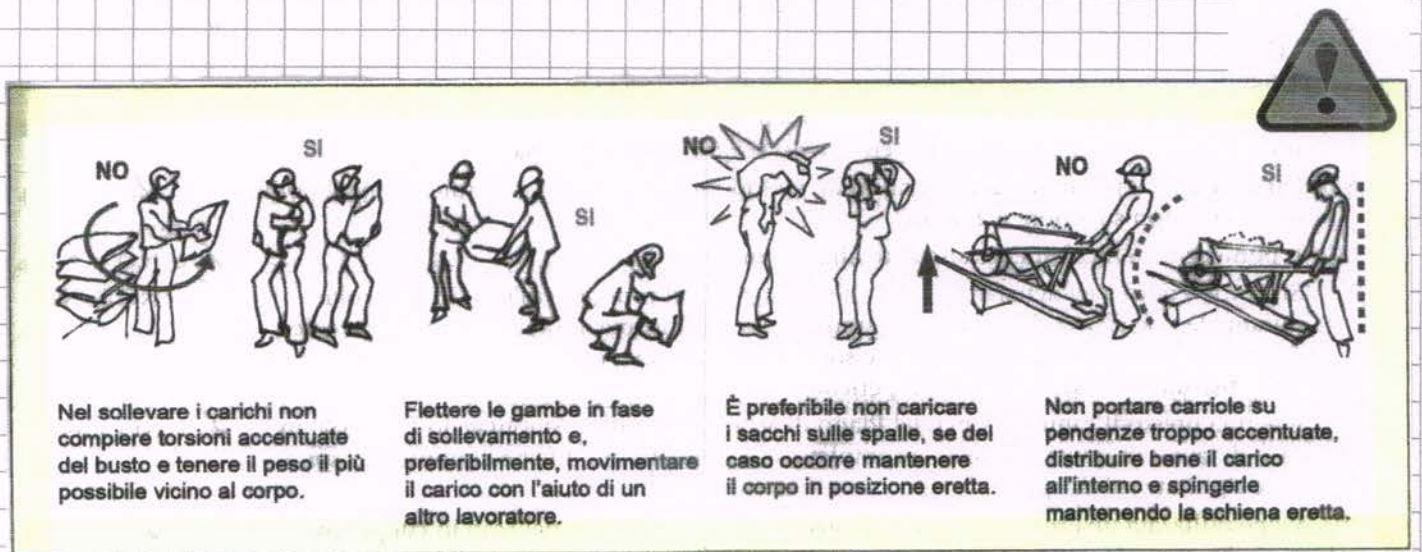 NO
SI
SI
NO
SI
NO
SI
Nel sollevare i carichi non
compiere torsioni accentuate
del busto e tenere il peso il più
possibile vicino al corpo.
Flettere le gambe in fase
di sollevamento e,
preferibilmente, movimentare
il carico con l'aiuto di un
altro lavoratore.
È preferibile non caricare
i sacchi sulle spalle, se del
caso occorre mantenere
il corpo in posizione eretta.
Non portare carriole su
pendenze troppo accentuate,
distribuire bene il carico
all'interno e spingerle
mantenendo la schiena eretta.